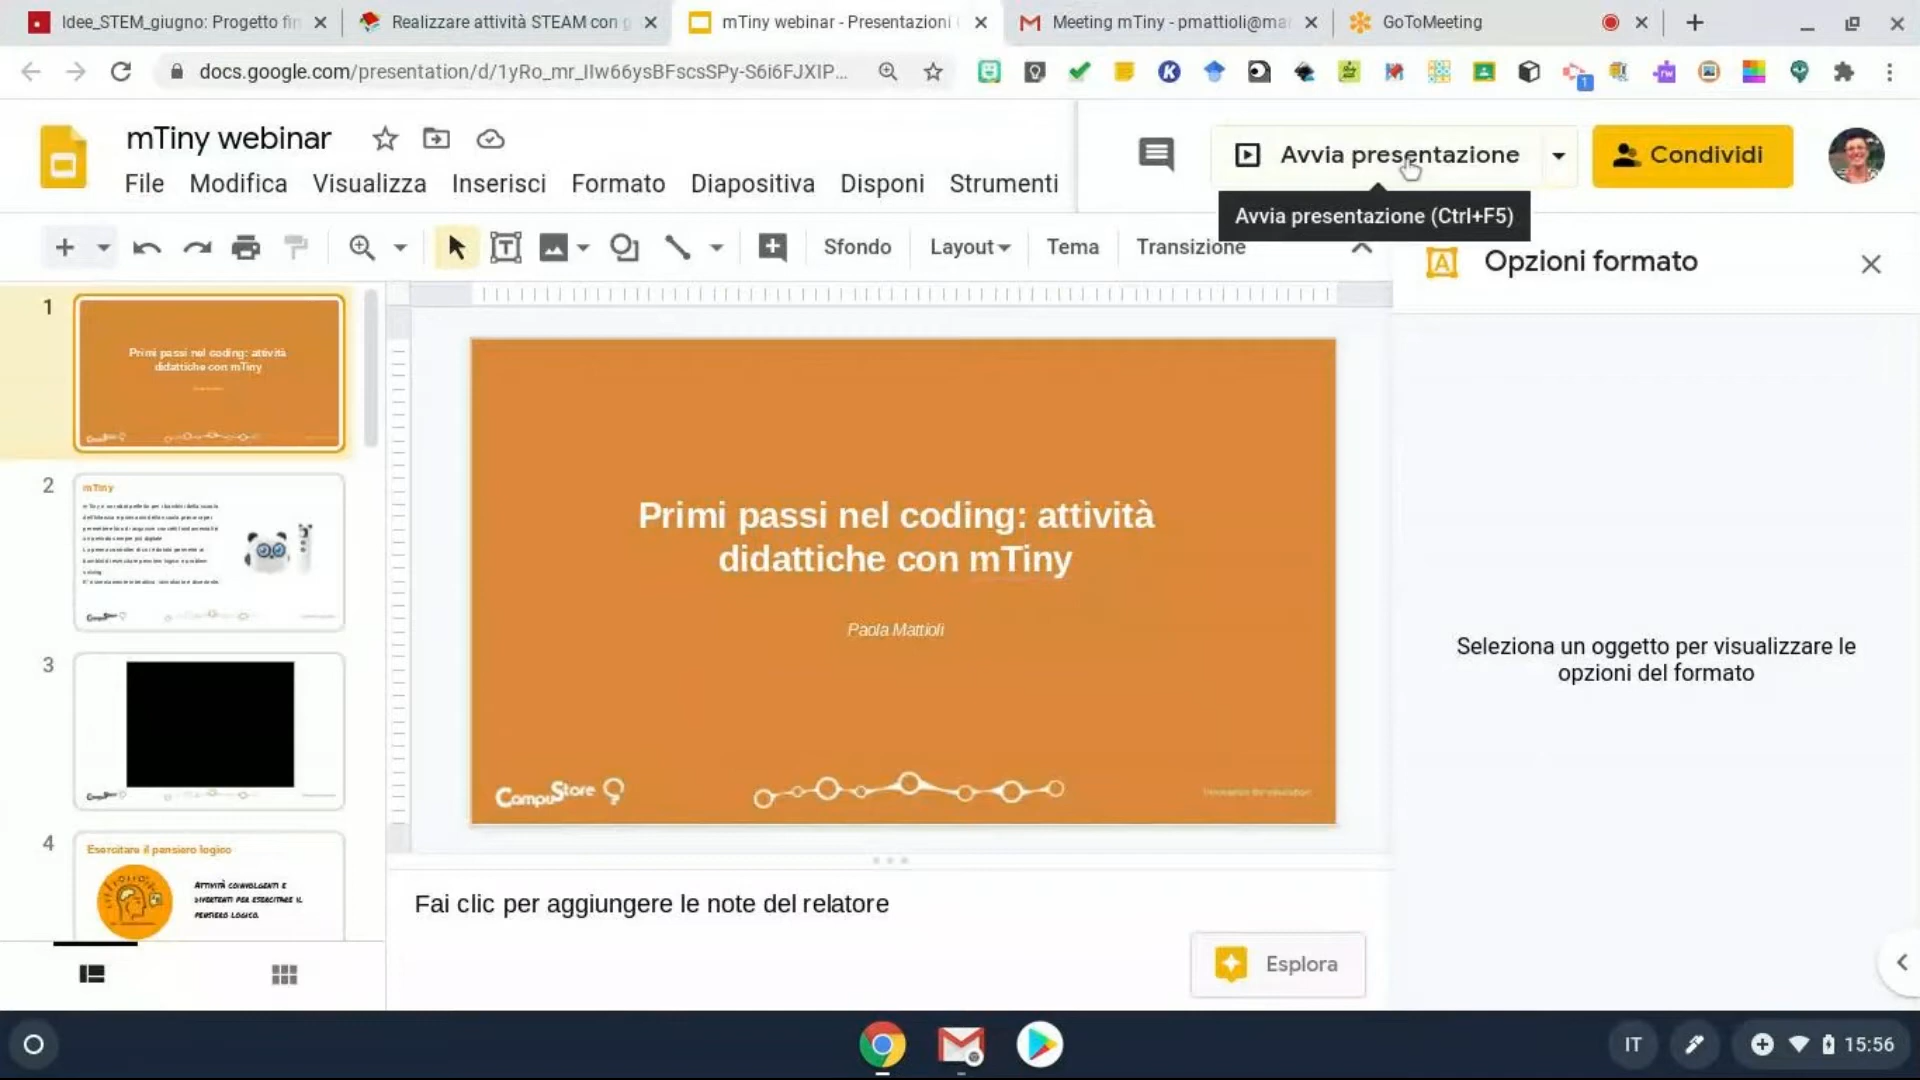 Idee_STEM_giugno: Progetto fin
Realizzare attività STEAM con g
mTiny webinar - Presentazioni
Meeting mTiny - pmattioli@ma
GoToMeeting
docs.google.com/presentation/d/1yRo_mr_IIw66ysBFscsSPy-S6i6FJXIP...
1
mTiny webinar
Avvia presentazione
Condividi
File Modifica Visualizza Inserisci Formato Diapositiva Disponi Strumenti
Avvia presentazione (Ctrl+F5)
Sfondo Layout Tema Transizione
Opzioni formato
1
Primi passi nel coding: attività
didattiche con mTiny
2
mTiny
3
4
Esercitare il pensiero logico
Attività coinvolgenti e
divertenti per esercitare il
pensiero logico.
Primi passi nel coding: attività
didattiche con mTiny
Paola Mattioli
CampuStore
Seleziona un oggetto per visualizzare le
opzioni del formato
Fai clic per aggiungere le note del relatore
Esplora
IT
15:56